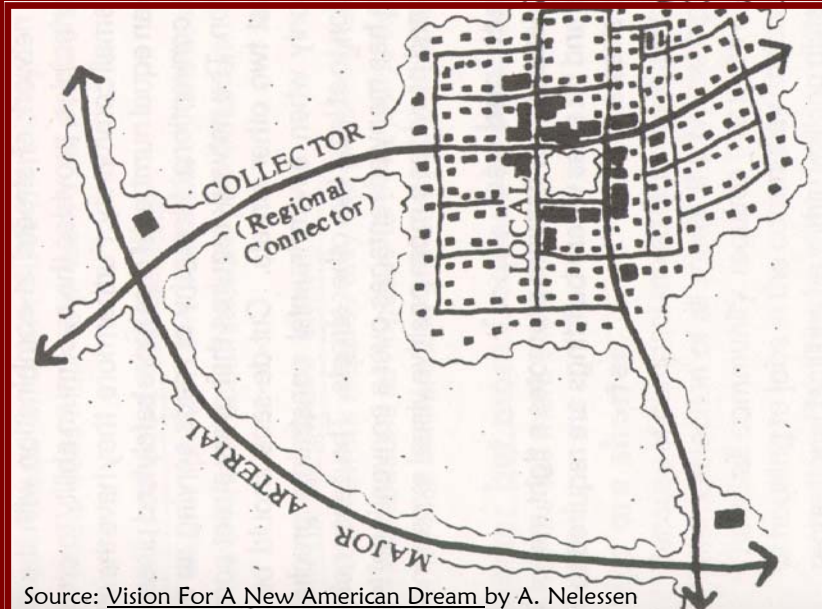 COLLECTOR
(Regional
Connector)
LOCAL
MAJOR ARTERIAL
Source: Vision For A New American Dream by A. Nelessen